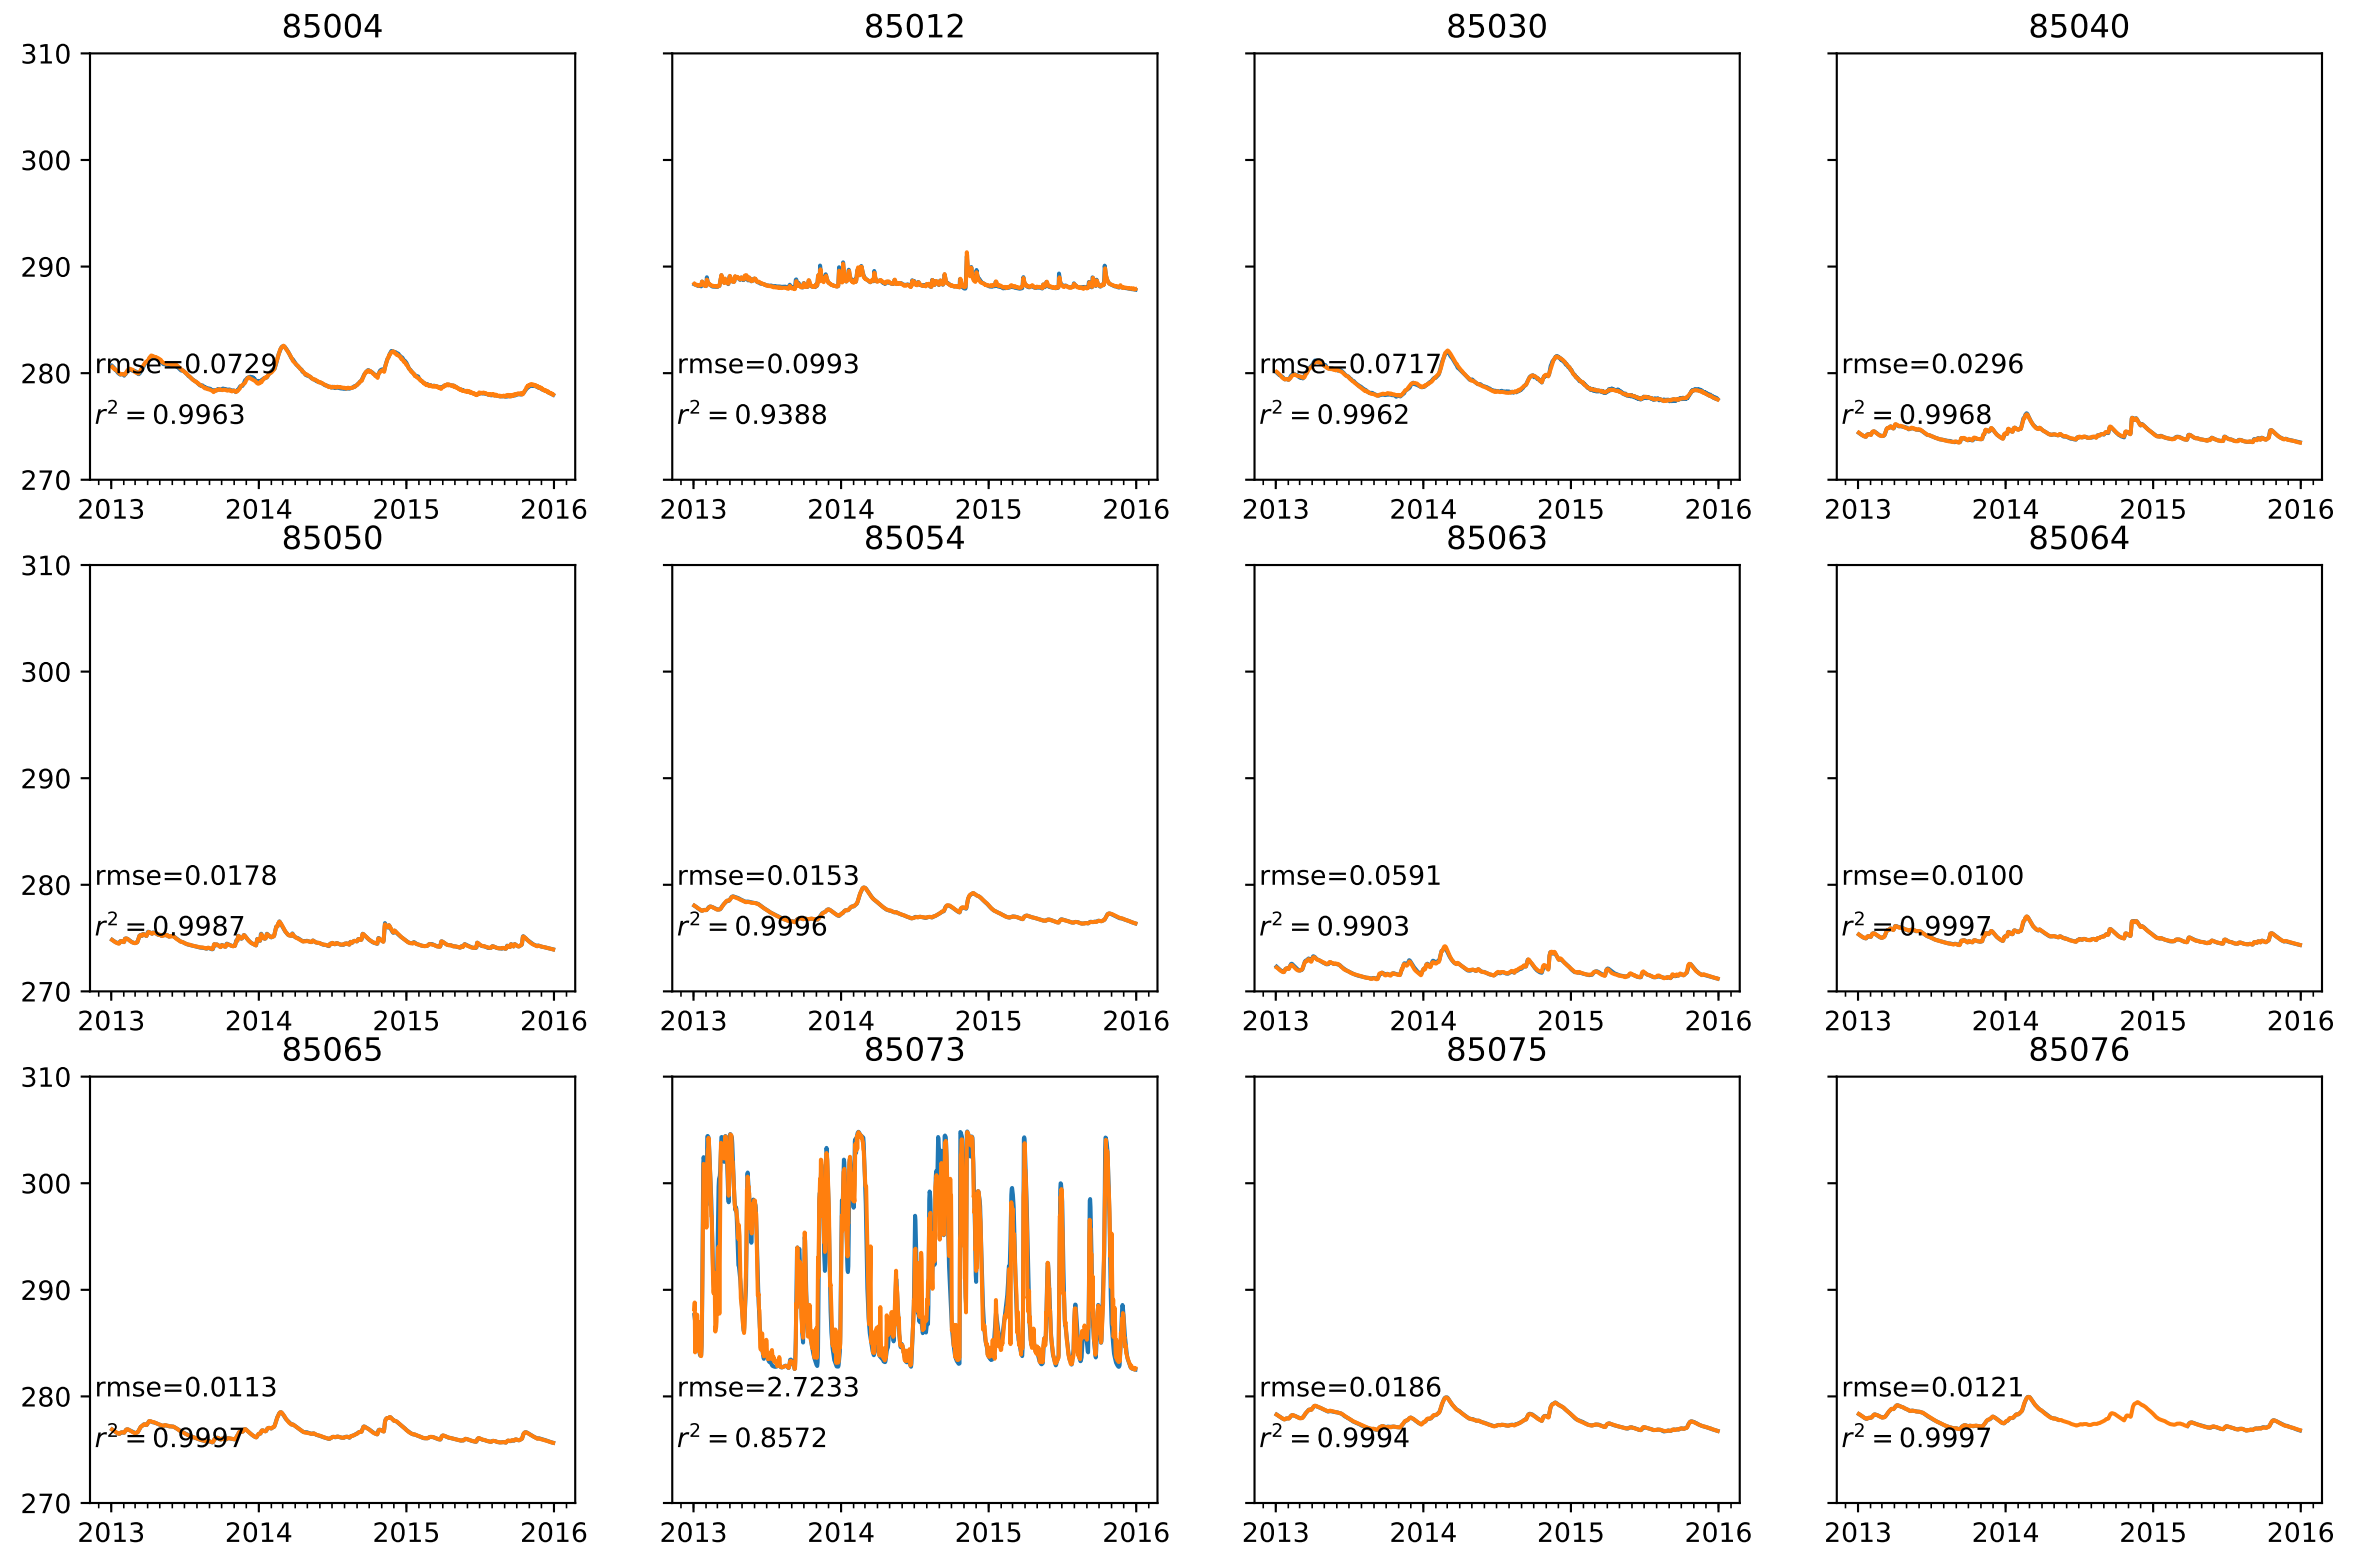 85004 85012 85030 85040
310
300
290
280
270
rmse=0.0729 rmse=0.0993 rmse=0.0717 rmse=0.0296
r² = 0.9963 r² = 0.9388 r² = 0.9962 r² = 0.9968
2013 2014 2015 2016 2013 2014 2015 2016 2013 2014 2015 2016 2013 2014 2015 2016
85050 85054 85063 85064
310
300
290
280
270
rmse=0.0178 rmse=0.0153 rmse=0.0591 rmse=0.0100
r² = 0.9987 r² = 0.9996 r² = 0.9903 r² = 0.9997
2013 2014 2015 2016 2013 2014 2015 2016 2013 2014 2015 2016 2013 2014 2015 2016
85065 85073 85075 85076
310
300
290
280
270
rmse=0.0113 rmse=2.7233 rmse=0.0186 rmse=0.0121
r² = 0.9997 r² = 0.8572 r² = 0.9994 r² = 0.9997
2013 2014 2015 2016 2013 2014 2015 2016 2013 2014 2015 2016 2013 2014 2015 2016